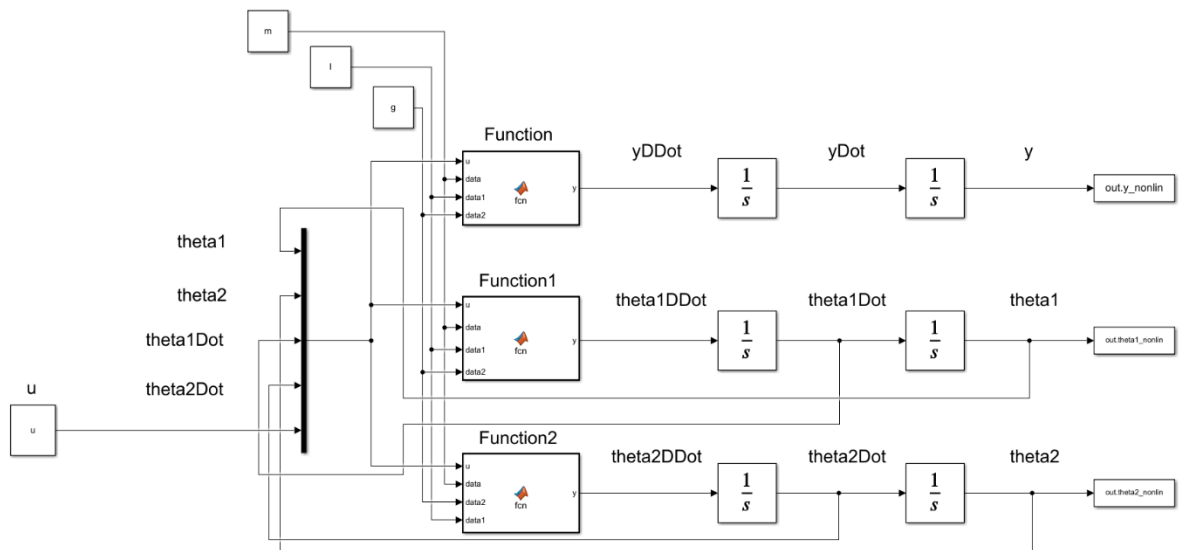 m
l
g
Function
yDDot
yDot
y
u
data
data1
data2
fcn
y
1
s
1
s
out.y_nonlin
theta1
theta2
theta1Dot
theta2Dot
u
u
Function1
theta1DDot
theta1Dot
theta1
u
data
data1
data2
fcn
y
1
s
1
s
out.theta1_nonlin
Function2
theta2DDot
theta2Dot
theta2
u
data
data2
data1
fcn
y
1
s
1
s
out.theta2_nonlin